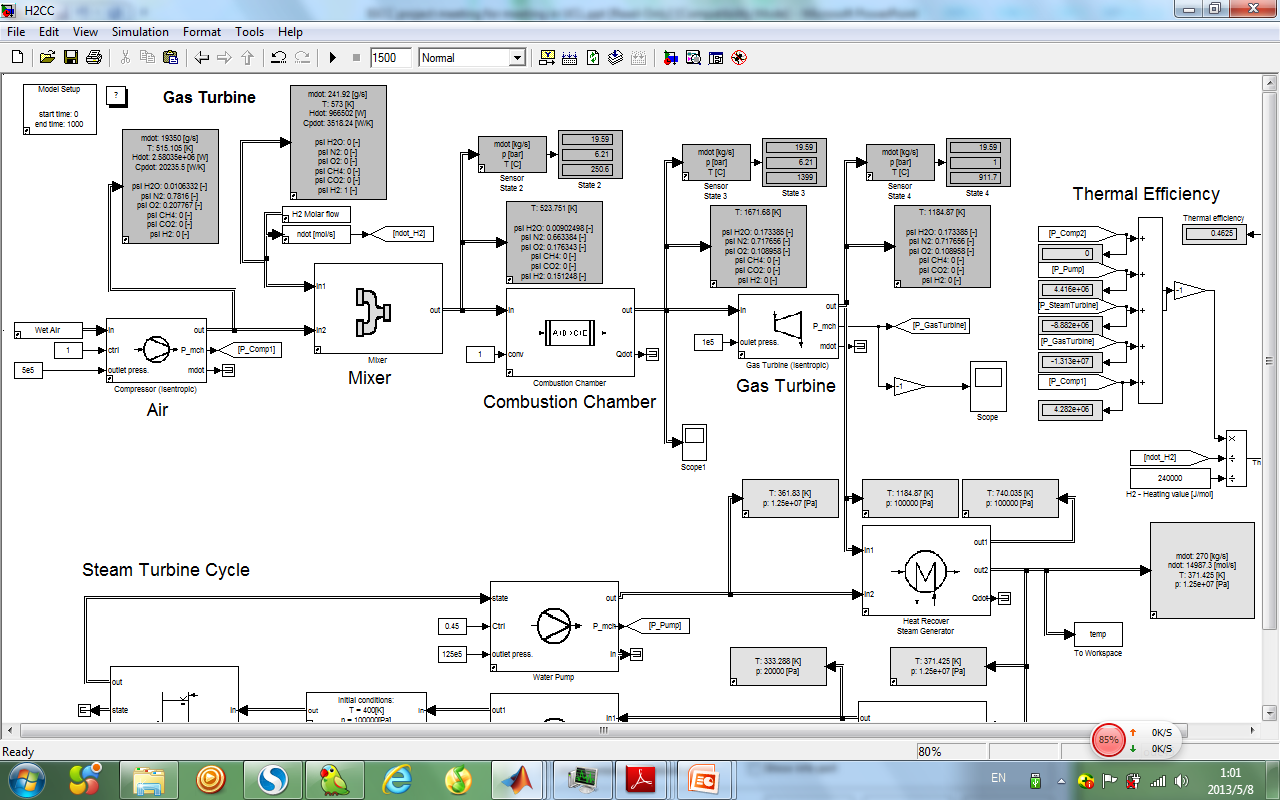 H2CC
File Edit View Simulation Format Tools Help
1500
Normal
Model Setup
start time: 0
end time: 1000
?
Gas Turbine
mdot: 19350 [g/s]
T: 515.105 [K]
Hdot: 2.58035e+06 [W]
Cpdot: 20235.5 [W/K]
psi H2O: 0.0106332 [-]
psi N2: 0.7816 [-]
psi O2: 0.207767 [-]
psi CH4: 0 [-]
psi CO2: 0 [-]
psi H2: 0 [-]
mdot: 241.92 [g/s]
T: 573 [K]
Hdot: 966502 [W]
Cpdot: 3518.24 [W/K]
psi H2O: 0 [-]
psi N2: 0 [-]
psi O2: 0 [-]
psi CH4: 0 [-]
psi CO2: 0 [-]
psi H2: 1 [-]
H2 Molar flow
ndot [mol/s]
[ndot_H2]
mdot [kg/s]
p [bar]
T [C]
Sensor
State 2
19.59
6.21
250.6
State 2
T: 523.751 [K]
psi H2O: 0.00902498 [-]
psi N2: 0.663384 [-]
psi O2: 0.176343 [-]
psi CH4: 0 [-]
psi CO2: 0 [-]
psi H2: 0.151248 [-]
mdot [kg/s]
p [bar]
T [C]
Sensor
State 3
19.59
6.21
1399
State 3
T: 1671.68 [K]
psi H2O: 0.173385 [-]
psi N2: 0.717656 [-]
psi O2: 0.108958 [-]
psi CH4: 0 [-]
psi CO2: 0 [-]
psi H2: 0 [-]
mdot [kg/s]
p [bar]
T [C]
Sensor
State 4
19.59
1
911.7
State 4
T: 1184.87 [K]
psi H2O: 0.173385 [-]
psi N2: 0.717656 [-]
psi O2: 0.108958 [-]
psi CH4: 0 [-]
psi CO2: 0 [-]
psi H2: 0 [-]
Wet Air
1
5e5
In
ctrl
outlet press.
out
P_mch
mdot
[P_Comp1]
Compressor (Isentropic)
Air
In1
In2
out
Mixer
Mixer
1
In
conv
out
Qdot
Combustion Chamber
Combustion Chamber
1e5
In
oulet press.
out
P_mch
mdot
Gas Turbine (Isentropic)
Gas Turbine
[P_GasTurbine]
-1
Scope
Scope1
Thermal Efficiency
Thermal efficiency
0.4625
[P_Comp2]
0
[P_Pump]
4.416e+06
[P_SteamTurbine]
-8.882e+06
[P_GasTurbine]
-1.313e+07
[P_Comp1]
4.282e+06
-1
[ndot_H2]
240000
H2 - Heating value [J/mol]
Th
Steam Turbine Cycle
T: 361.83 [K]
p: 1.25e+07 [Pa]
T: 1184.87 [K]
p: 100000 [Pa]
T: 740.035 [K]
p: 100000 [Pa]
state
Ctrl
outlet press.
0.45
125e5
out
P_mch
In
[P_Pump]
Water Pump
In1
In2
M
out1
out2
Qdot
Heat Recover
Steam Generator
mdot: 270 [kg/s]
ndot: 14987.3 [mol/s]
T: 371.425 [K]
p: 1.25e+07 [Pa]
temp
To Workspace
T: 333.288 [K]
p: 20000 [Pa]
T: 371.425 [K]
p: 1.25e+07 [Pa]
out
state
In
Initial conditions:
T = 400[K]
p = 100000[Pa]
out
In
out1
In1
out
Ready
80%
85%
0K/S
0K/S
EN
1:01
2013/5/8